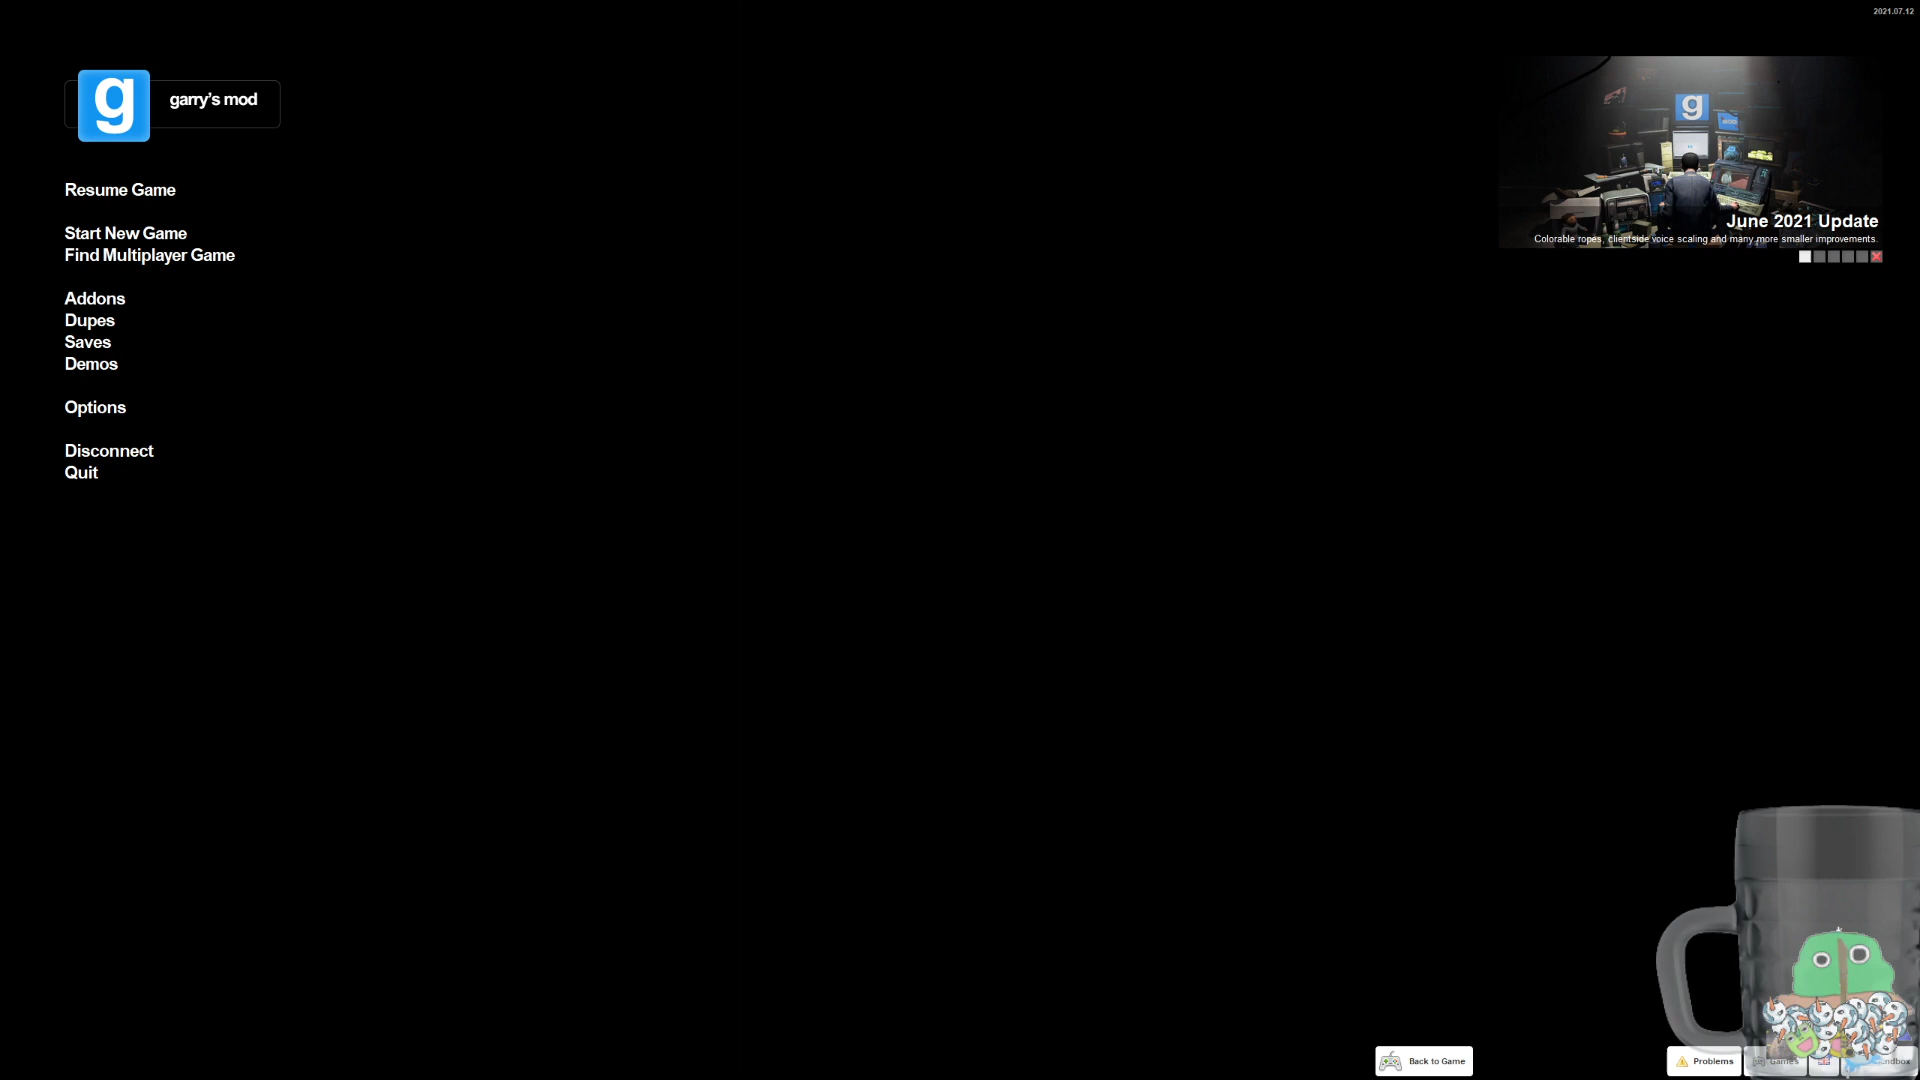 2021.07.12
g garry's mod
Resume Game
Start New Game
Find Multiplayer Game
Addons
Dupes
Saves
Demos
Options
Disconnect
Quit
g
June 2021 Update
Colorable ropes, clientside voice scaling and many more smaller improvements.
Back to Game
Problems
Games